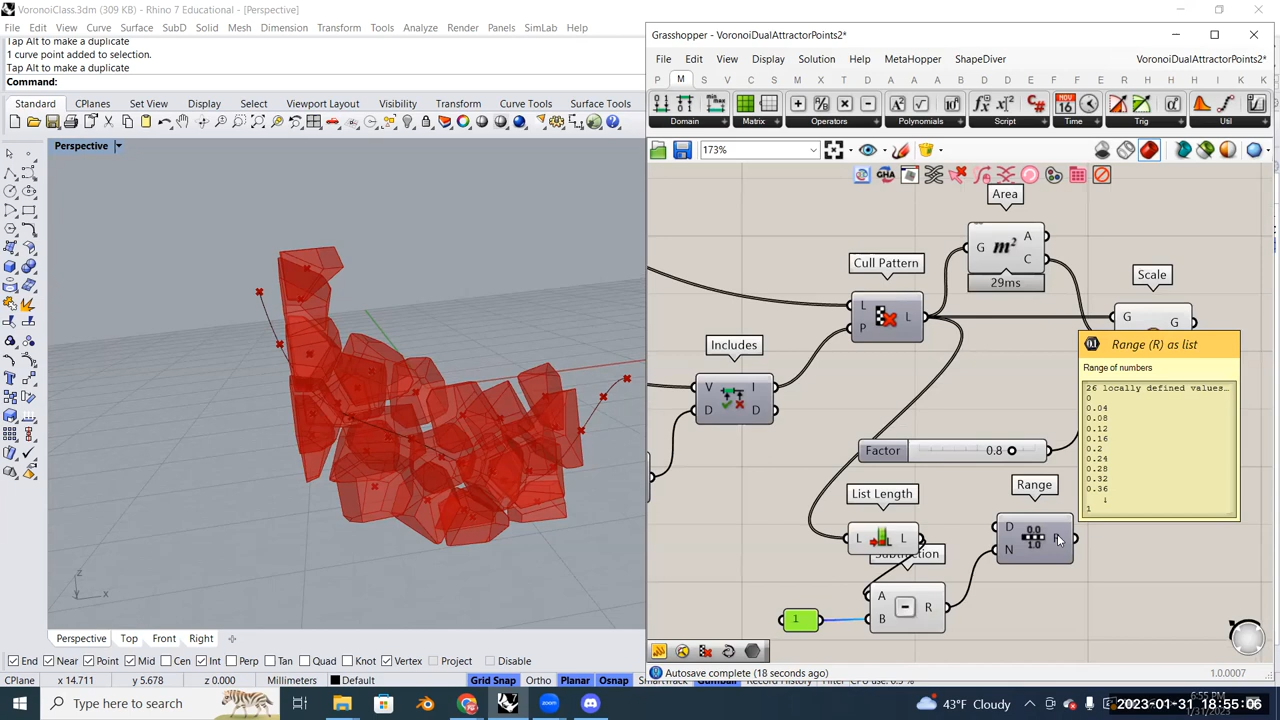 VoronoiClass.3dm (309 KB) - Rhino 7 Educational - [Perspective]
File Edit View Curve Surface SubD Solid Mesh Dimension Transform Tools Analyze Render Panels SimLab
Tap Alt to make a duplicate
1 curve point added to selection.
Tap Alt to make a duplicate
Command:
Standard CPlanes Set View Display Select Viewport Layout Visibility Transform Curve Tools Surface Tools
Perspective
Grasshopper - VoronoiDualAttractorPoints2*
File Edit View Display Solution Help MetaHopper ShapeDiver VoronoiDualAttractorPoints2*
Domain Matrix Operators Polynomials Script Time Trig Util
173%
Area
G m² A C
29ms
Cull Pattern
L P L
Scale
G G
Includes
V D I D
Range (R) as list
Range of numbers
26 locally defined values…
0
0.04
0.08
0.12
0.16
0.2
0.24
0.28
0.32
0.36
↓
1
Factor 0.8
List Length
L L
Range
D N 0.0 1.0
A B - R
1
Autosave complete (18 seconds ago) 1.0.0007
z y x
Perspective Top Front Right
End Near Point Mid Cen Int Perp Tan Quad Knot Vertex Project Disable
CPlane x 14.711 y 5.678 z 0.000 Millimeters Default Grid Snap Ortho Planar Osnap
Type here to search
43°F Cloudy
2023-01-31 18:55:06